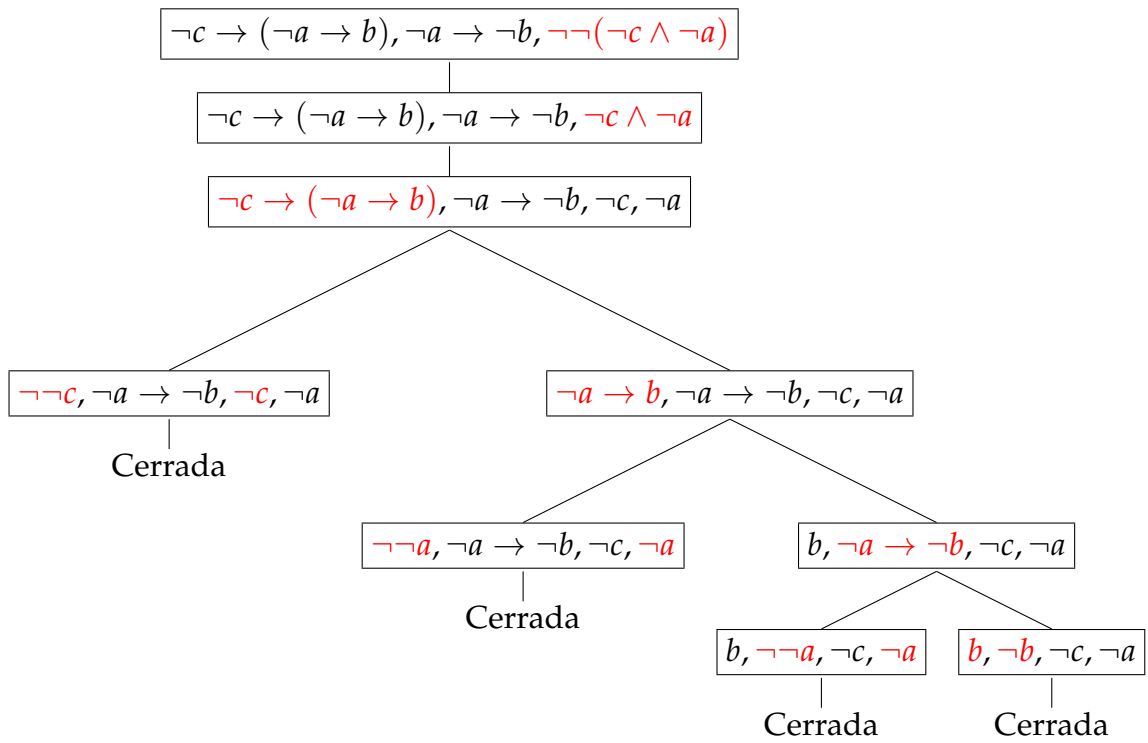 ¬c → (¬a → b), ¬a → ¬b, ¬¬(¬c ∧ ¬a)
¬c → (¬a → b), ¬a → ¬b, ¬c ∧ ¬a
¬c → (¬a → b), ¬a → ¬b, ¬c, ¬a
¬¬c, ¬a → ¬b, ¬c, ¬a
¬a → b, ¬a → ¬b, ¬c, ¬a
Cerrada
¬¬a, ¬a → ¬b, ¬c, ¬a
b, ¬a → ¬b, ¬c, ¬a
Cerrada
b, ¬¬a, ¬c, ¬a
b, ¬b, ¬c, ¬a
Cerrada
Cerrada